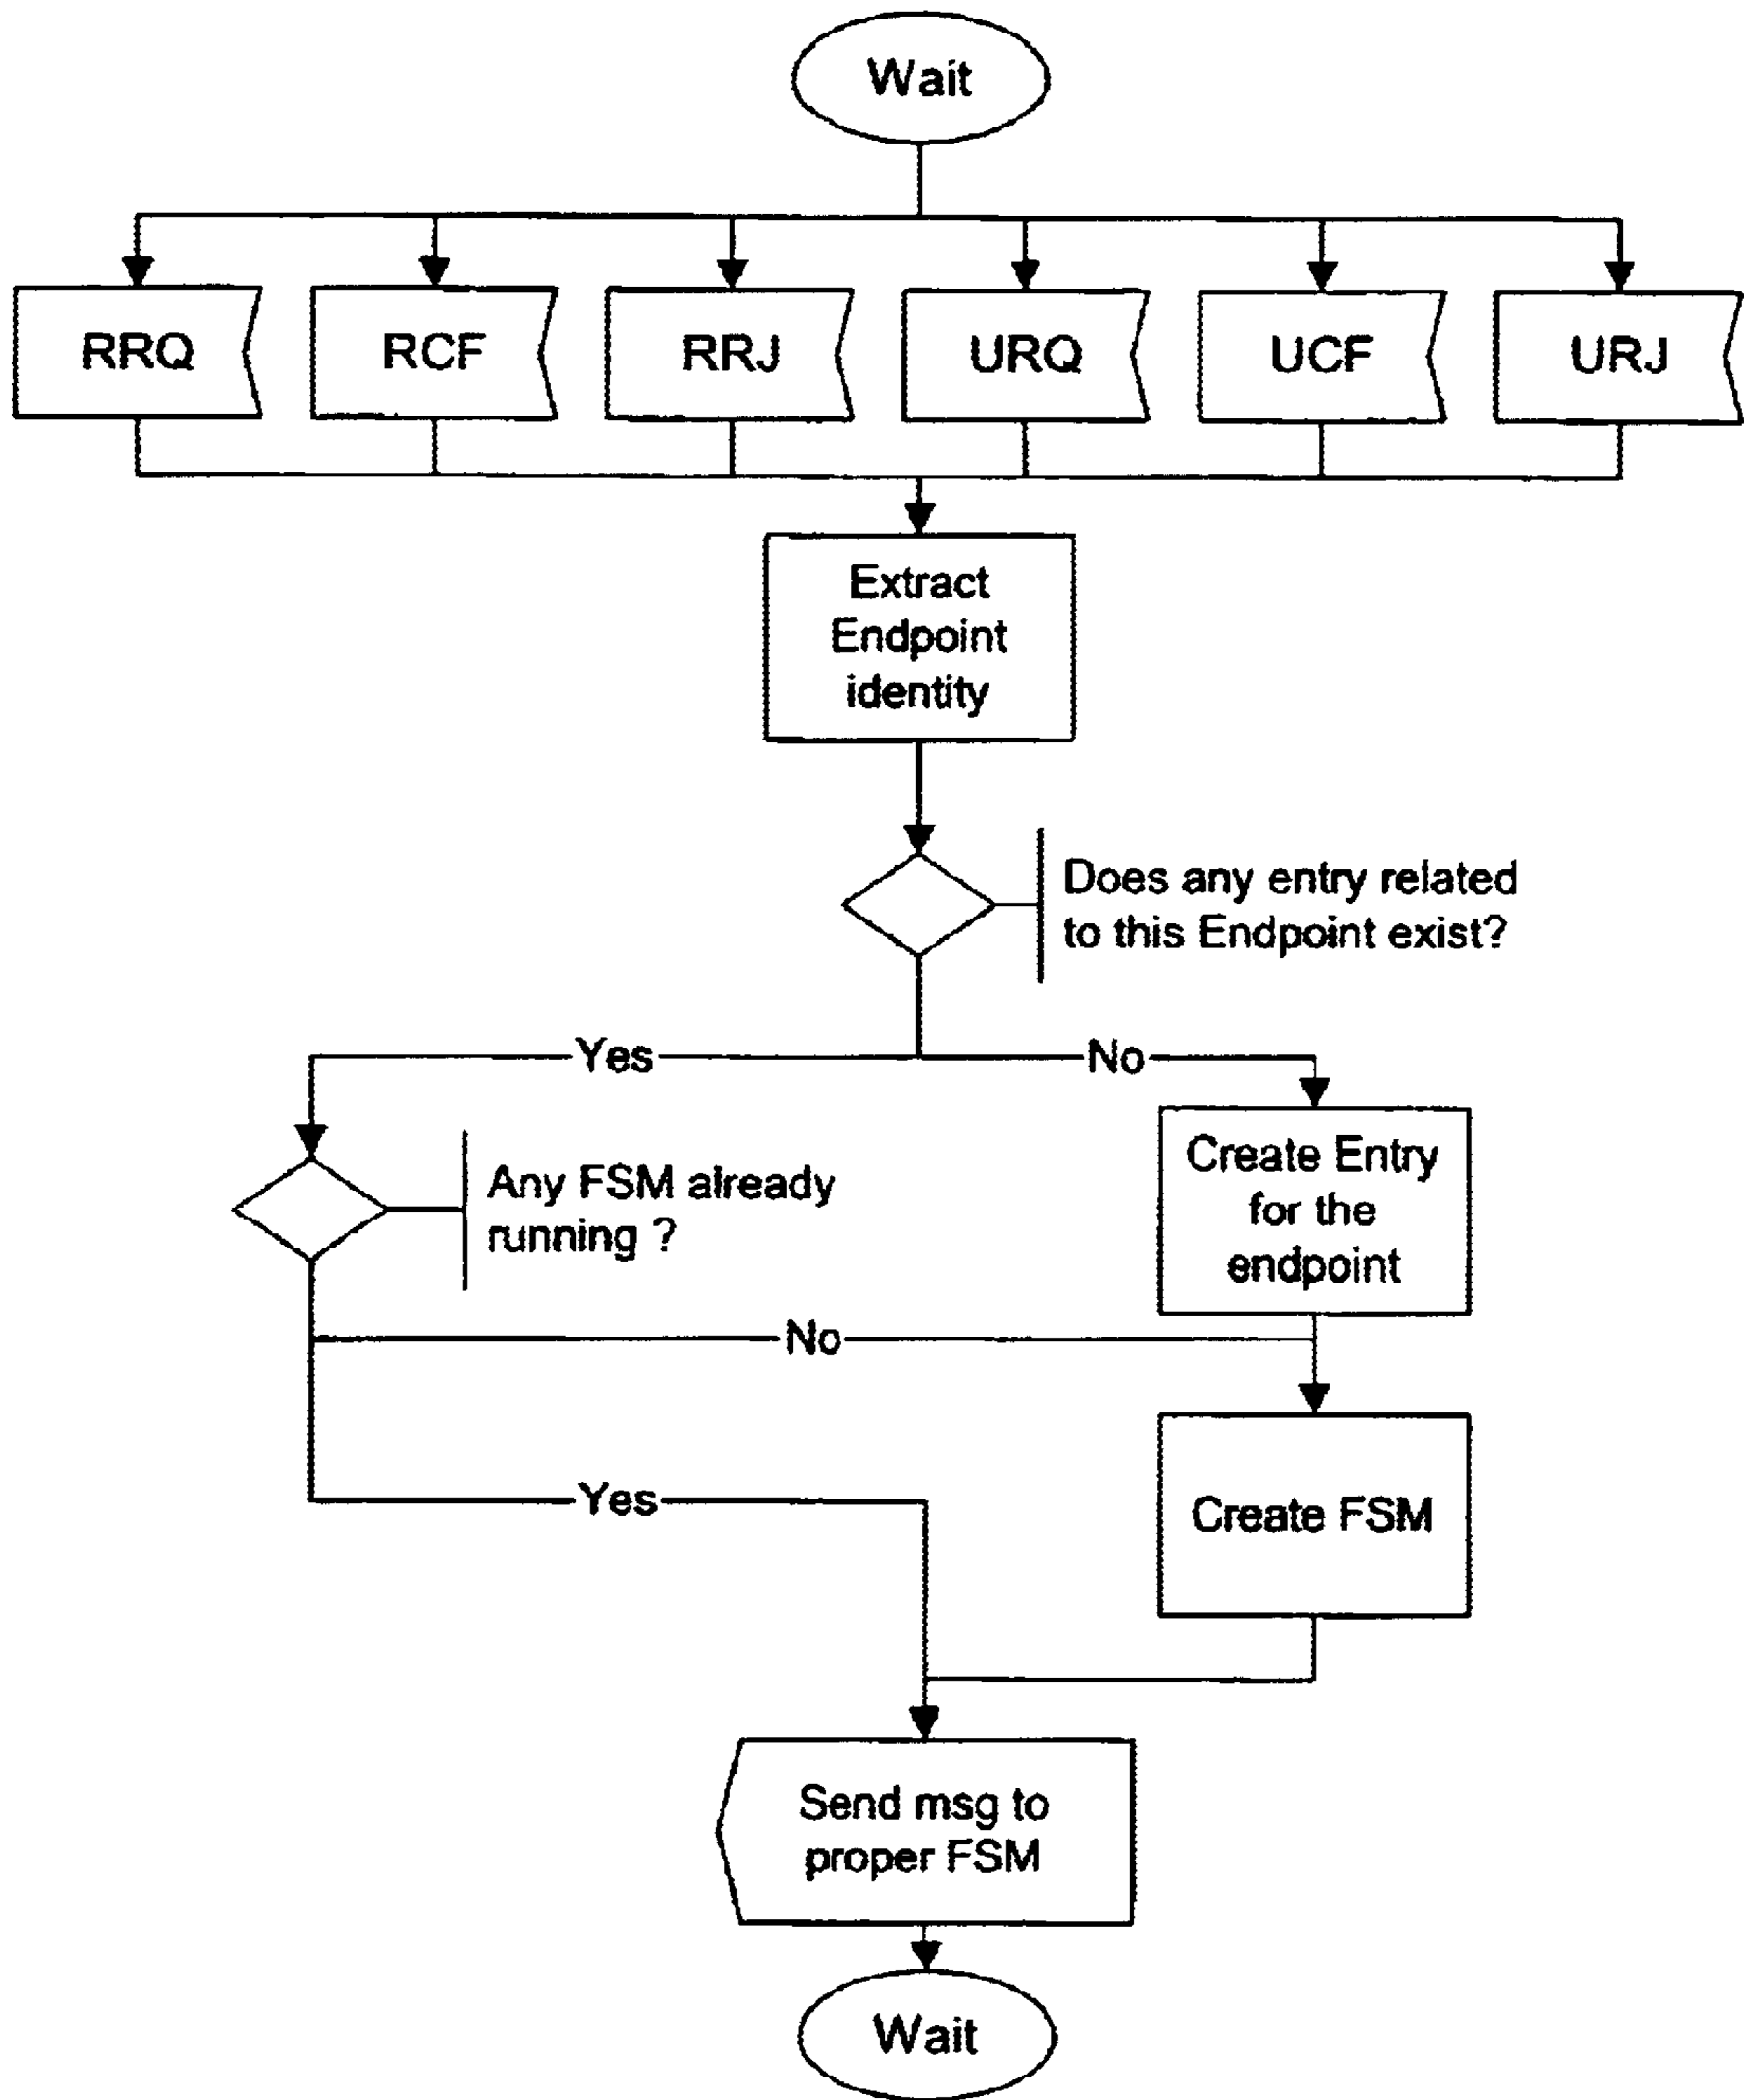 Wait
RRQ
RCF
RRJ
URQ
UCF
URJ
Extract
Endpoint
identity
Does any entry related
to this Endpoint exist?
Yes
No
Any FSM already
running ?
Create Entry
for the
endpoint
No
Yes
Create FSM
Send msg to
proper FSM
Wait